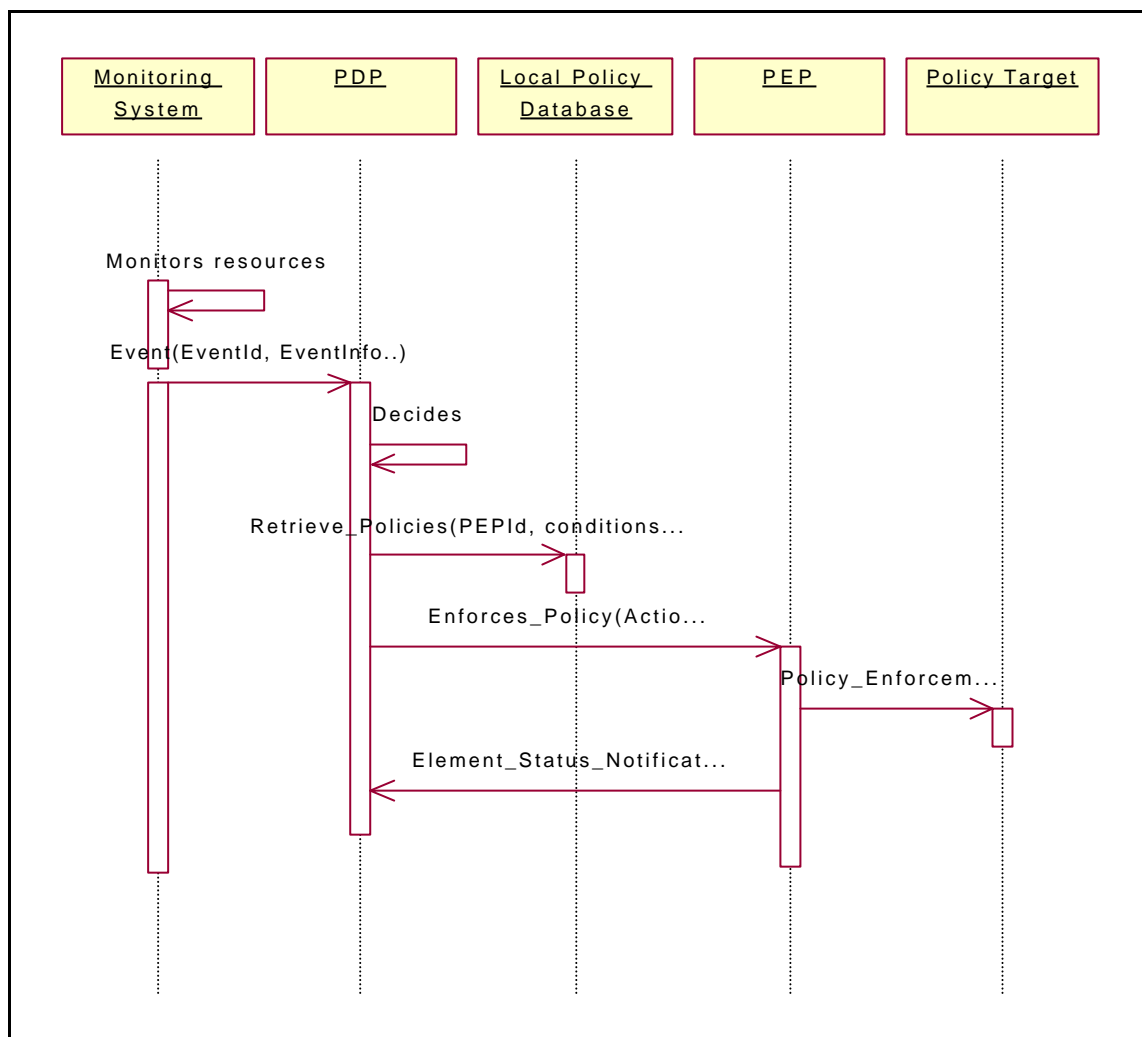 Monitoring
System
PDP
Local Policy
Database
PEP
Policy Target
Monitors resources
Event(EventId, EventInfo..)
Decides
Retrieve_Policies(PEPId, conditions...
Enforces_Policy(Actio...
Policy_Enforcem...
Element_Status_Notificat...